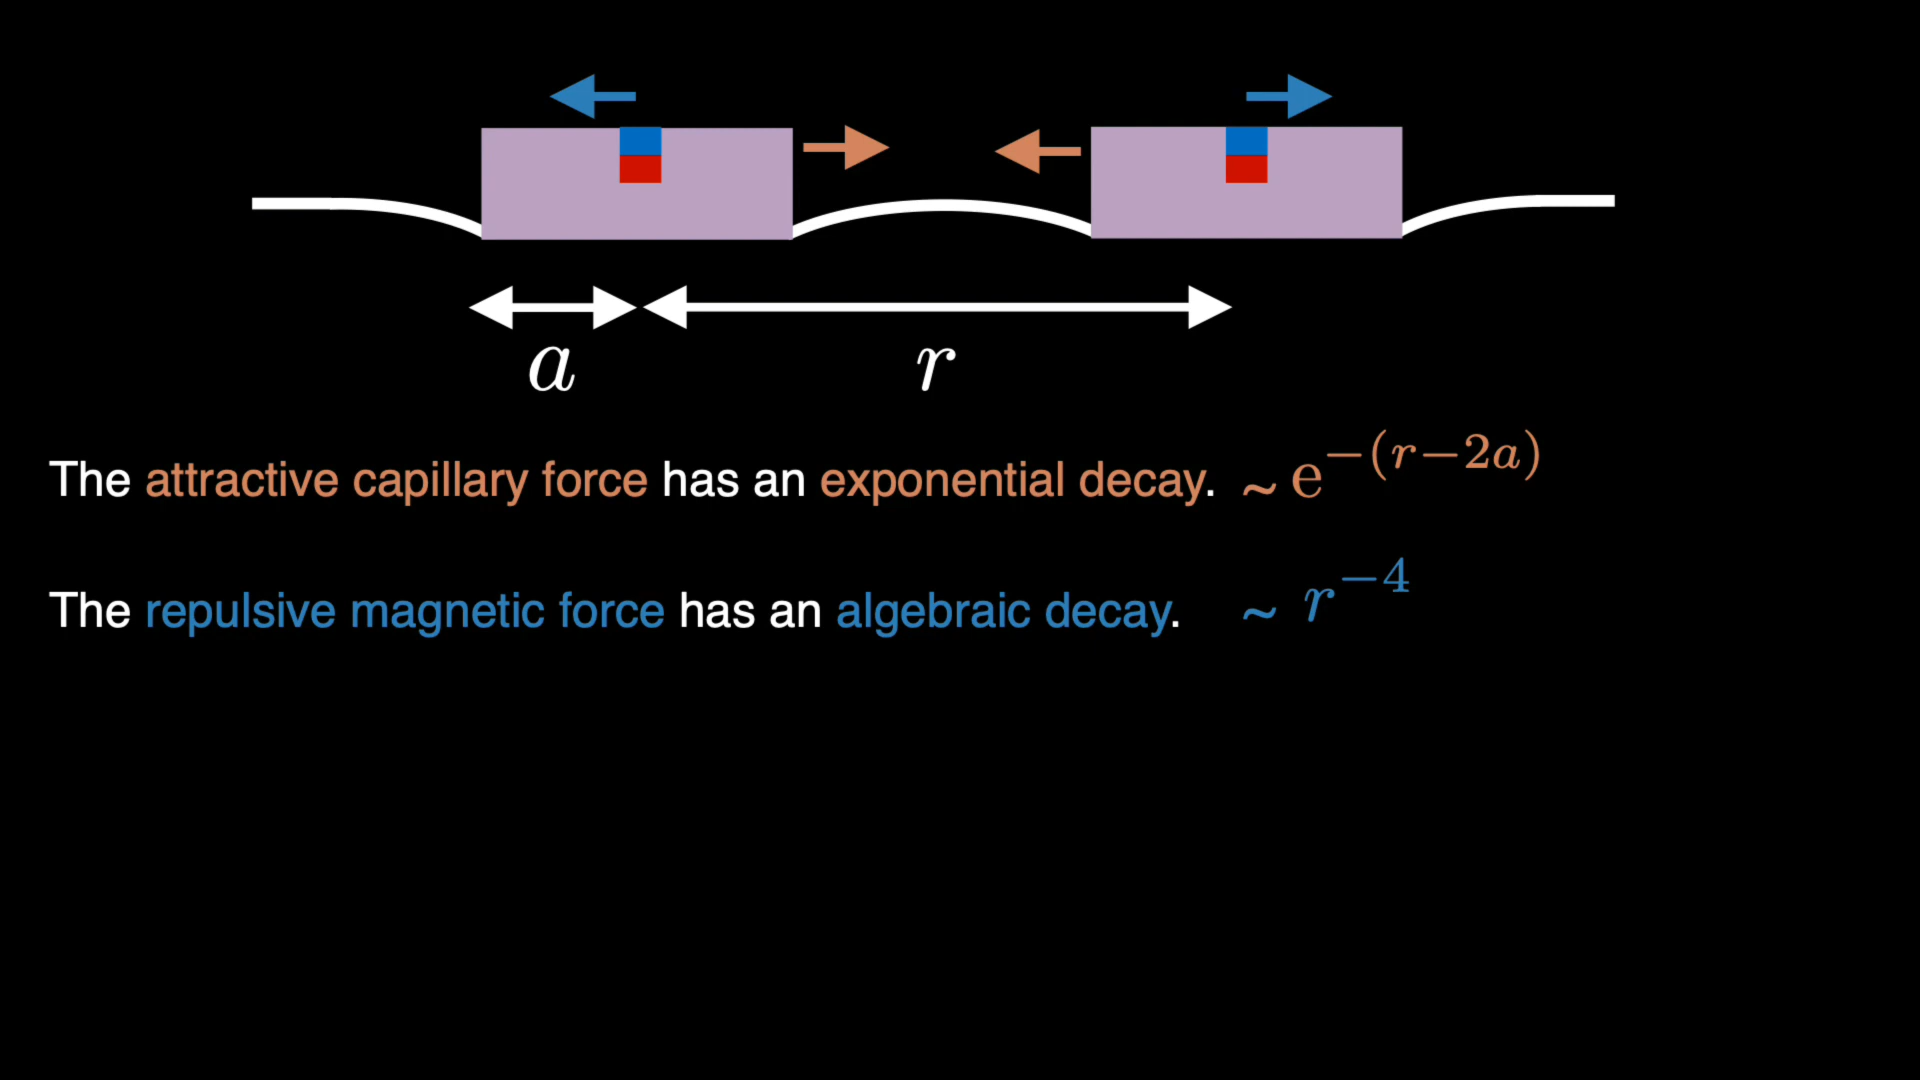 a r
The attractive capillary force has an exponential decay. ~ e^{-(r-2a)}
The repulsive magnetic force has an algebraic decay. ~ r^{-4}